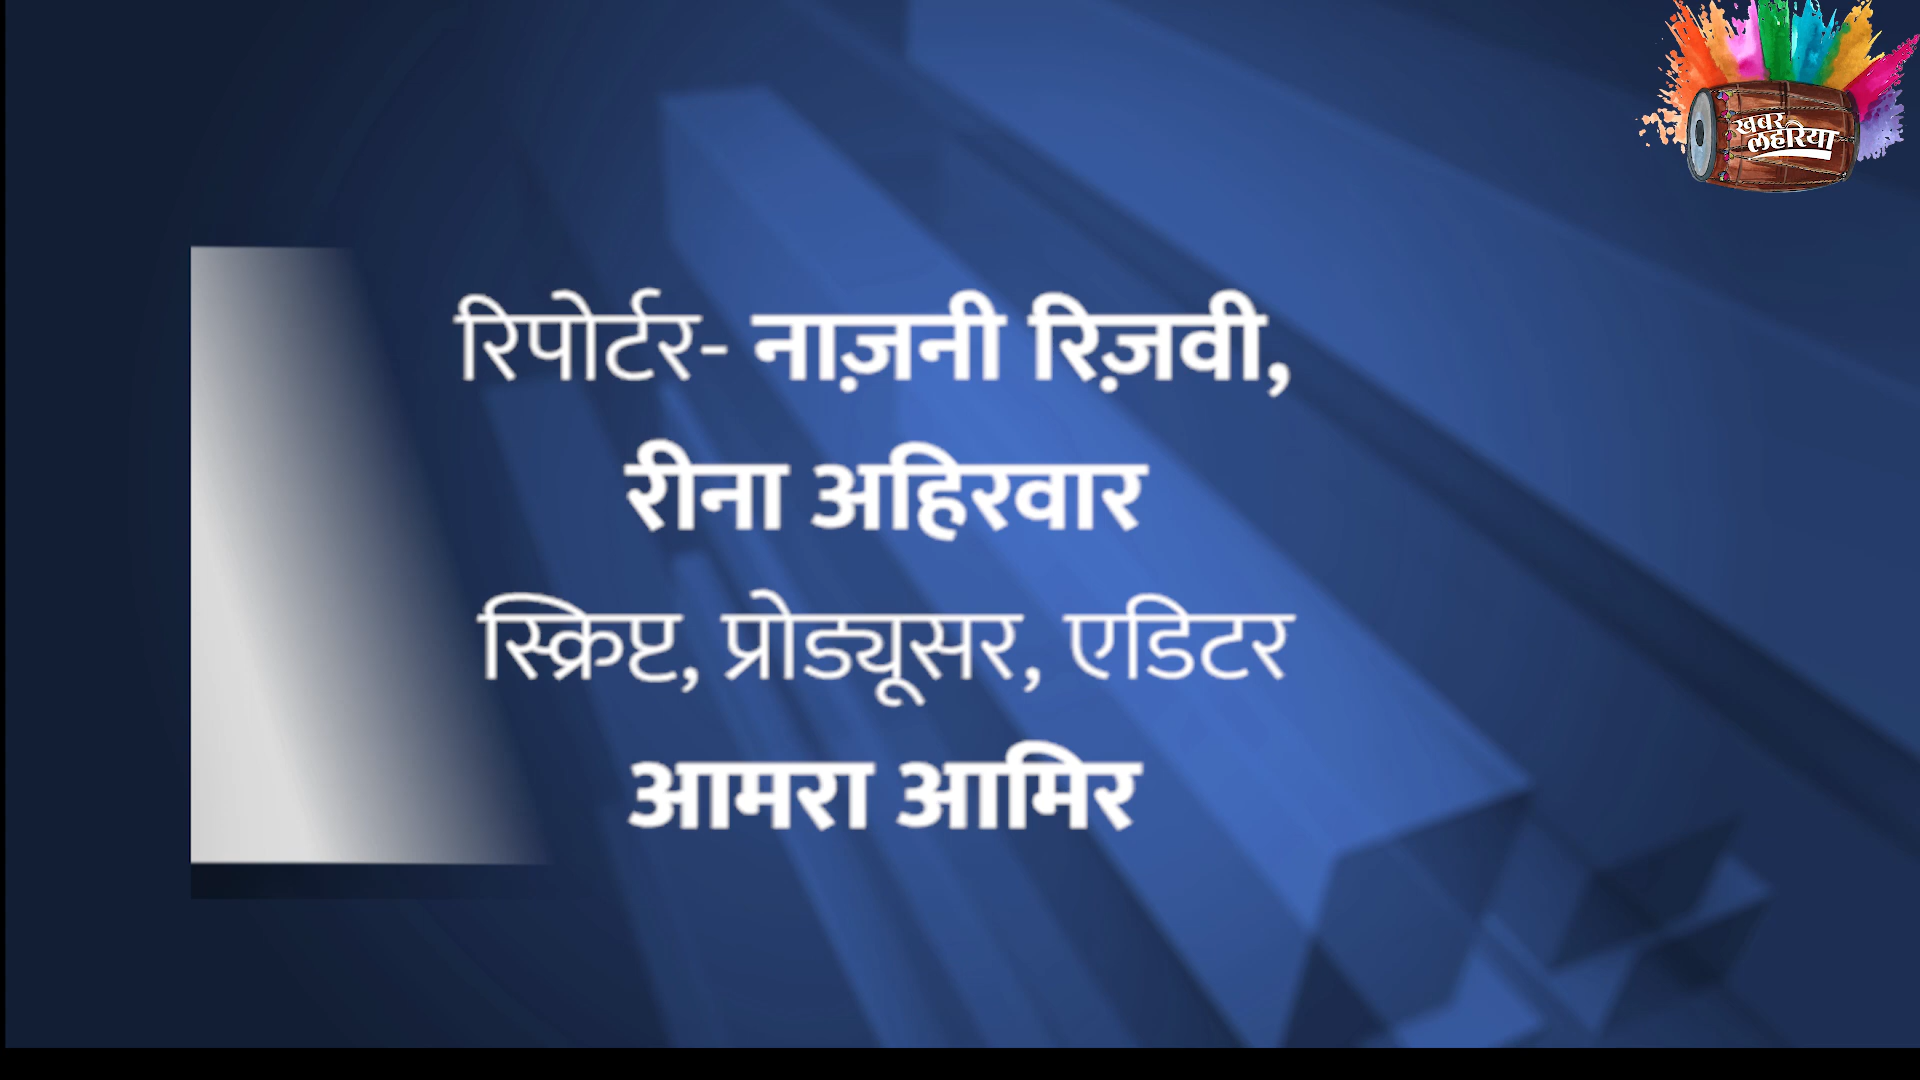 खबर
लहरिया
रिपोर्टर- नाज़नी रिज़वी,
रीना अहिरवार
स्क्रिप्ट, प्रोड्यूसर, एडिटर
आमरा आमिर